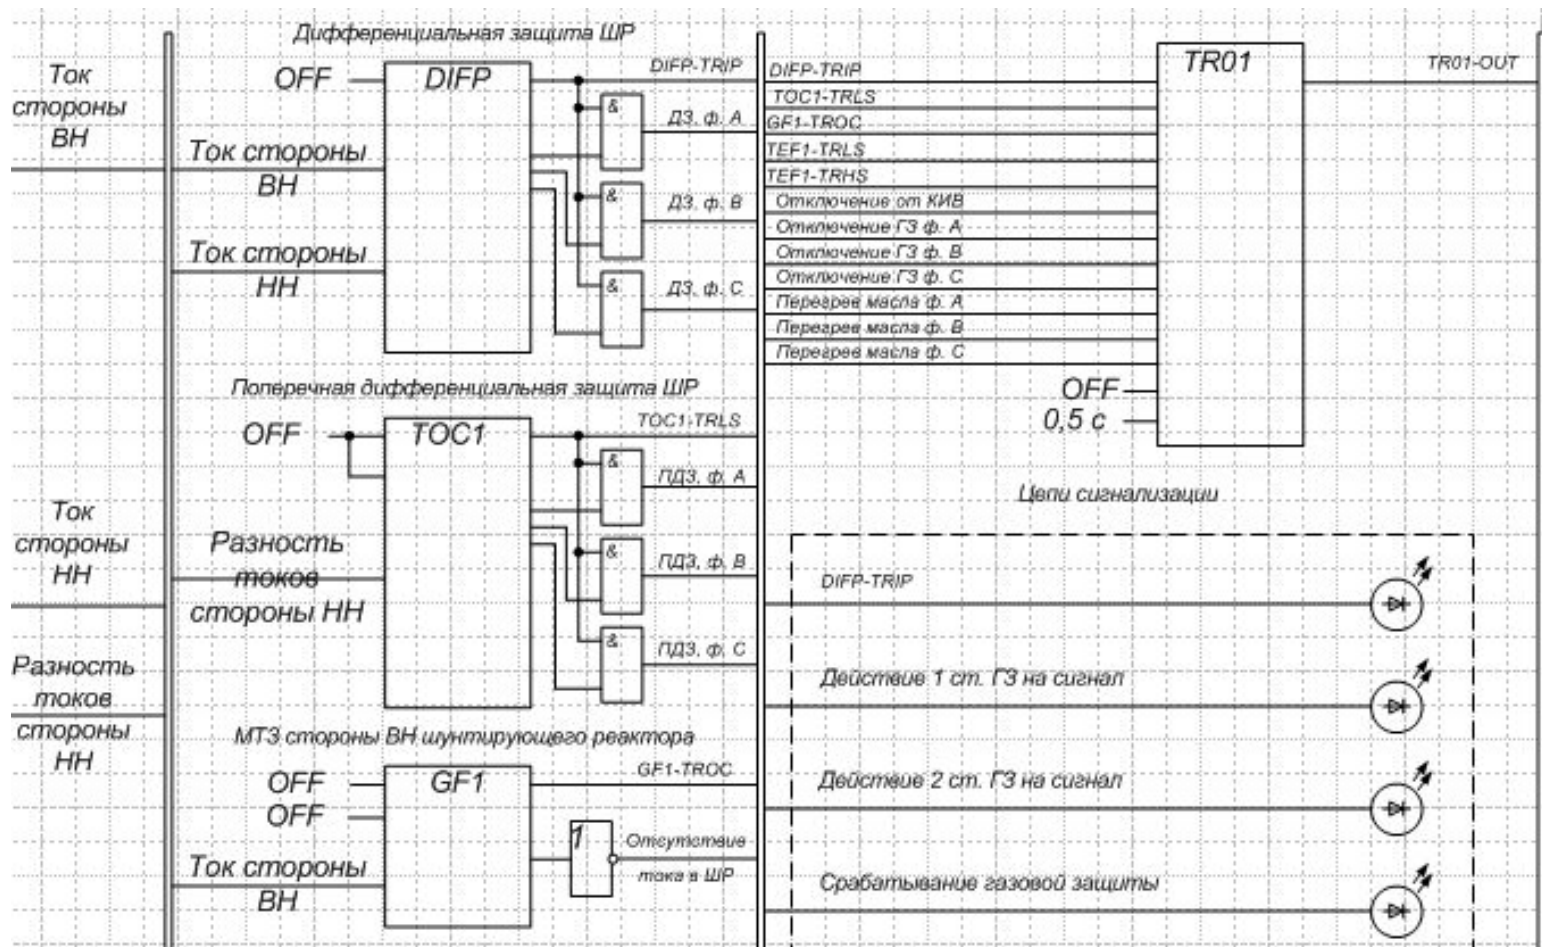 Ток
стороны
ВН
Ток
стороны
НН
Разность
токов
стороны
НН
Дифференциальная защита ШР
OFF
DIFP
DIFP-TRIP
&
ДЗ, ф. А
Ток стороны
ВН
&
ДЗ, ф. В
Ток стороны
НН
&
ДЗ, ф. С
Поперечная дифференциальная защита ШР
OFF
TOC1
TOC1-TRLS
&
ПДЗ, ф. А
Разность
токов
стороны НН
&
ПДЗ, ф. В
&
ПДЗ, ф. С
МТЗ стороны ВН шунтирующего реактора
OFF
GF1
GF1-TROC
OFF
1
Отсутствие
тока в ШР
Ток стороны
ВН
DIFP-TRIP
TOC1-TRLS
GF1-TROC
TEF1-TRLS
TEF1-TRHS
Отключение от КИВ
Отключение ГЗ ф. А
Отключение ГЗ ф. В
Отключение ГЗ ф. С
Перегрев масла ф. А
Перегрев масла ф. В
Перегрев масла ф. С
OFF
0,5 с
TR01
TR01-OUT
Цепи сигнализации
DIFP-TRIP
Действие 1 ст. ГЗ на сигнал
Действие 2 ст. ГЗ на сигнал
Срабатывание газовой защиты